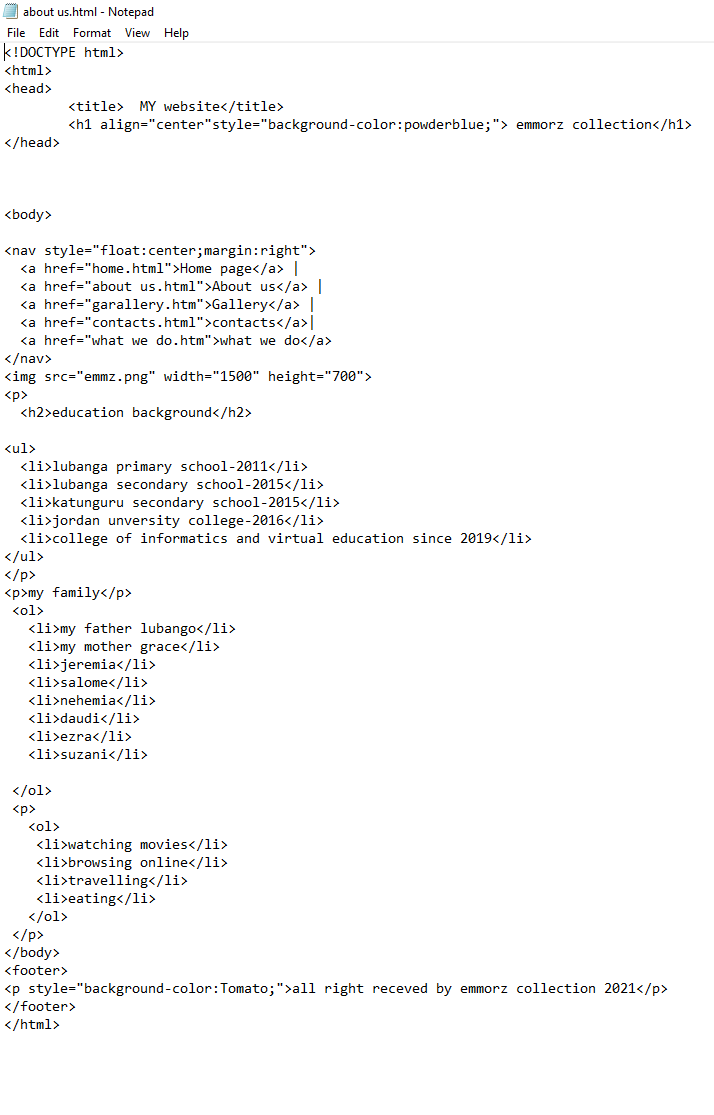 about us.html - Notepad
File Edit Format View Help
<!DOCTYPE html>
<html>
<head>
        <title>  MY website</title>
        <h1 align="center"style="background-color:powderblue;"> emmorz collection</h1>
</head>
<body>
<nav style="float:center;margin:right">
  <a href="home.html">Home page</a> |
  <a href="about us.html">About us</a> |
  <a href="garallery.htm">Gallery</a> |
  <a href="contacts.html">contacts</a>|
  <a href="what we do.htm">what we do</a>
</nav>
<img src="emmz.png" width="1500" height="700">
<p>
  <h2>education background</h2>
<ul>
  <li>lubanga primary school-2011</li>
  <li>lubanga secondary school-2015</li>
  <li>katunguru secondary school-2015</li>
  <li>jordan unversity college-2016</li>
  <li>college of informatics and virtual education since 2019</li>
</ul>
</p>
<p>my family</p>
 <ol>
   <li>my father lubango</li>
   <li>my mother grace</li>
   <li>jeremia</li>
   <li>salome</li>
   <li>nehemia</li>
   <li>daudi</li>
   <li>ezra</li>
   <li>suzani</li>
 </ol>
 <p>
   <ol>
    <li>watching movies</li>
    <li>browsing online</li>
    <li>travelling</li>
    <li>eating</li>
   </ol>
 </p>
</body>
<footer>
<p style="background-color:Tomato;">all right receved by emmorz collection 2021</p>
</footer>
</html>